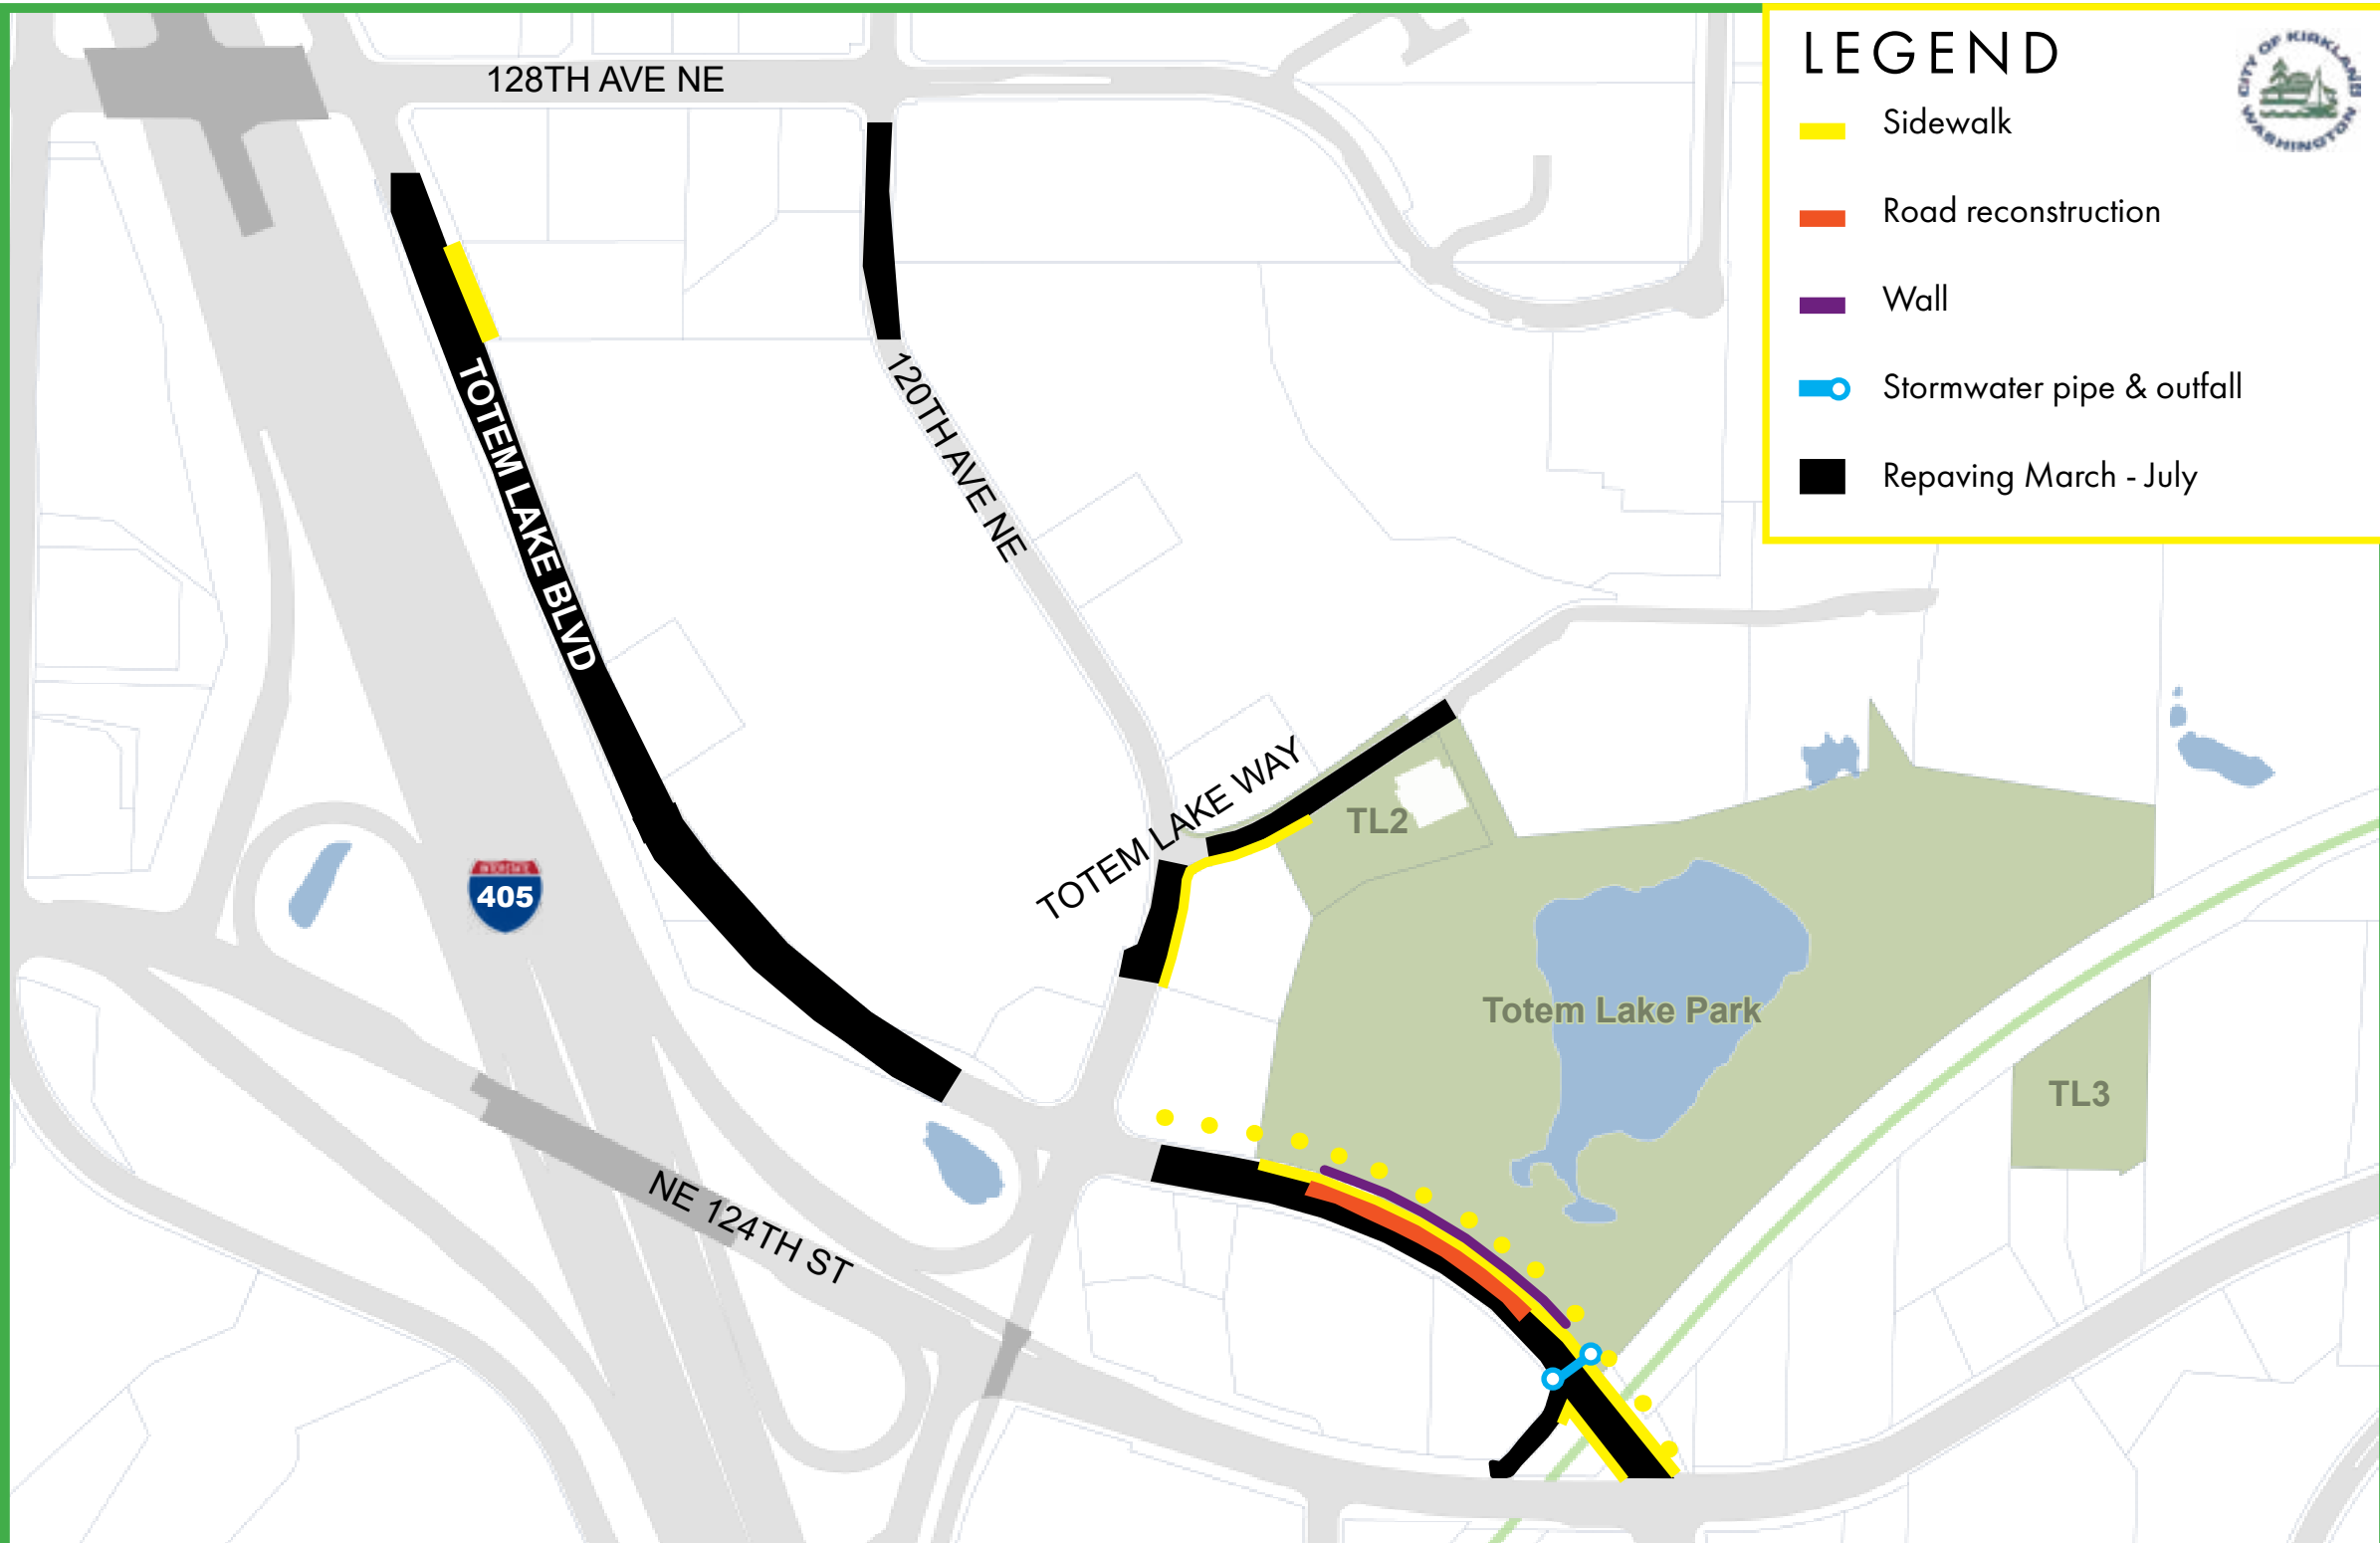 LEGEND
CITY OF KIRKLAND
WASHINGTON
Sidewalk
Road reconstruction
Wall
Stormwater pipe & outfall
Repaving March - July
128TH AVE NE
TOTEM LAKE BLVD
120TH AVE NE
TOTEM LAKE WAY
TL2
INTERSTATE
405
Totem Lake Park
TL3
NE 124TH ST